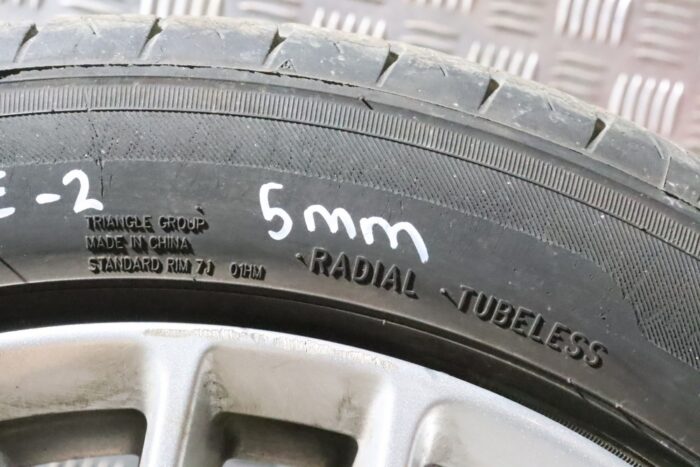 E-2
5mm
TRIANGLE GROUP
MADE IN CHINA
STANDARD RIM 7J 01HM
RADIAL TUBELESS